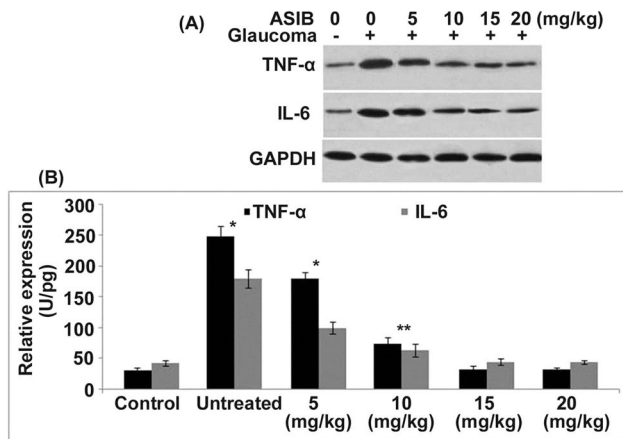 (A) ASIB 0 0 5 10 15 20 (mg/kg)
Glaucoma - + + + + +
TNF-α
IL-6
GAPDH
(B)
Relative expression
(U/pg)
300
250
200
150
100
50
0
TNF-α IL-6
* * **
Control Untreated 5 10 15 20
(mg/kg) (mg/kg) (mg/kg) (mg/kg)